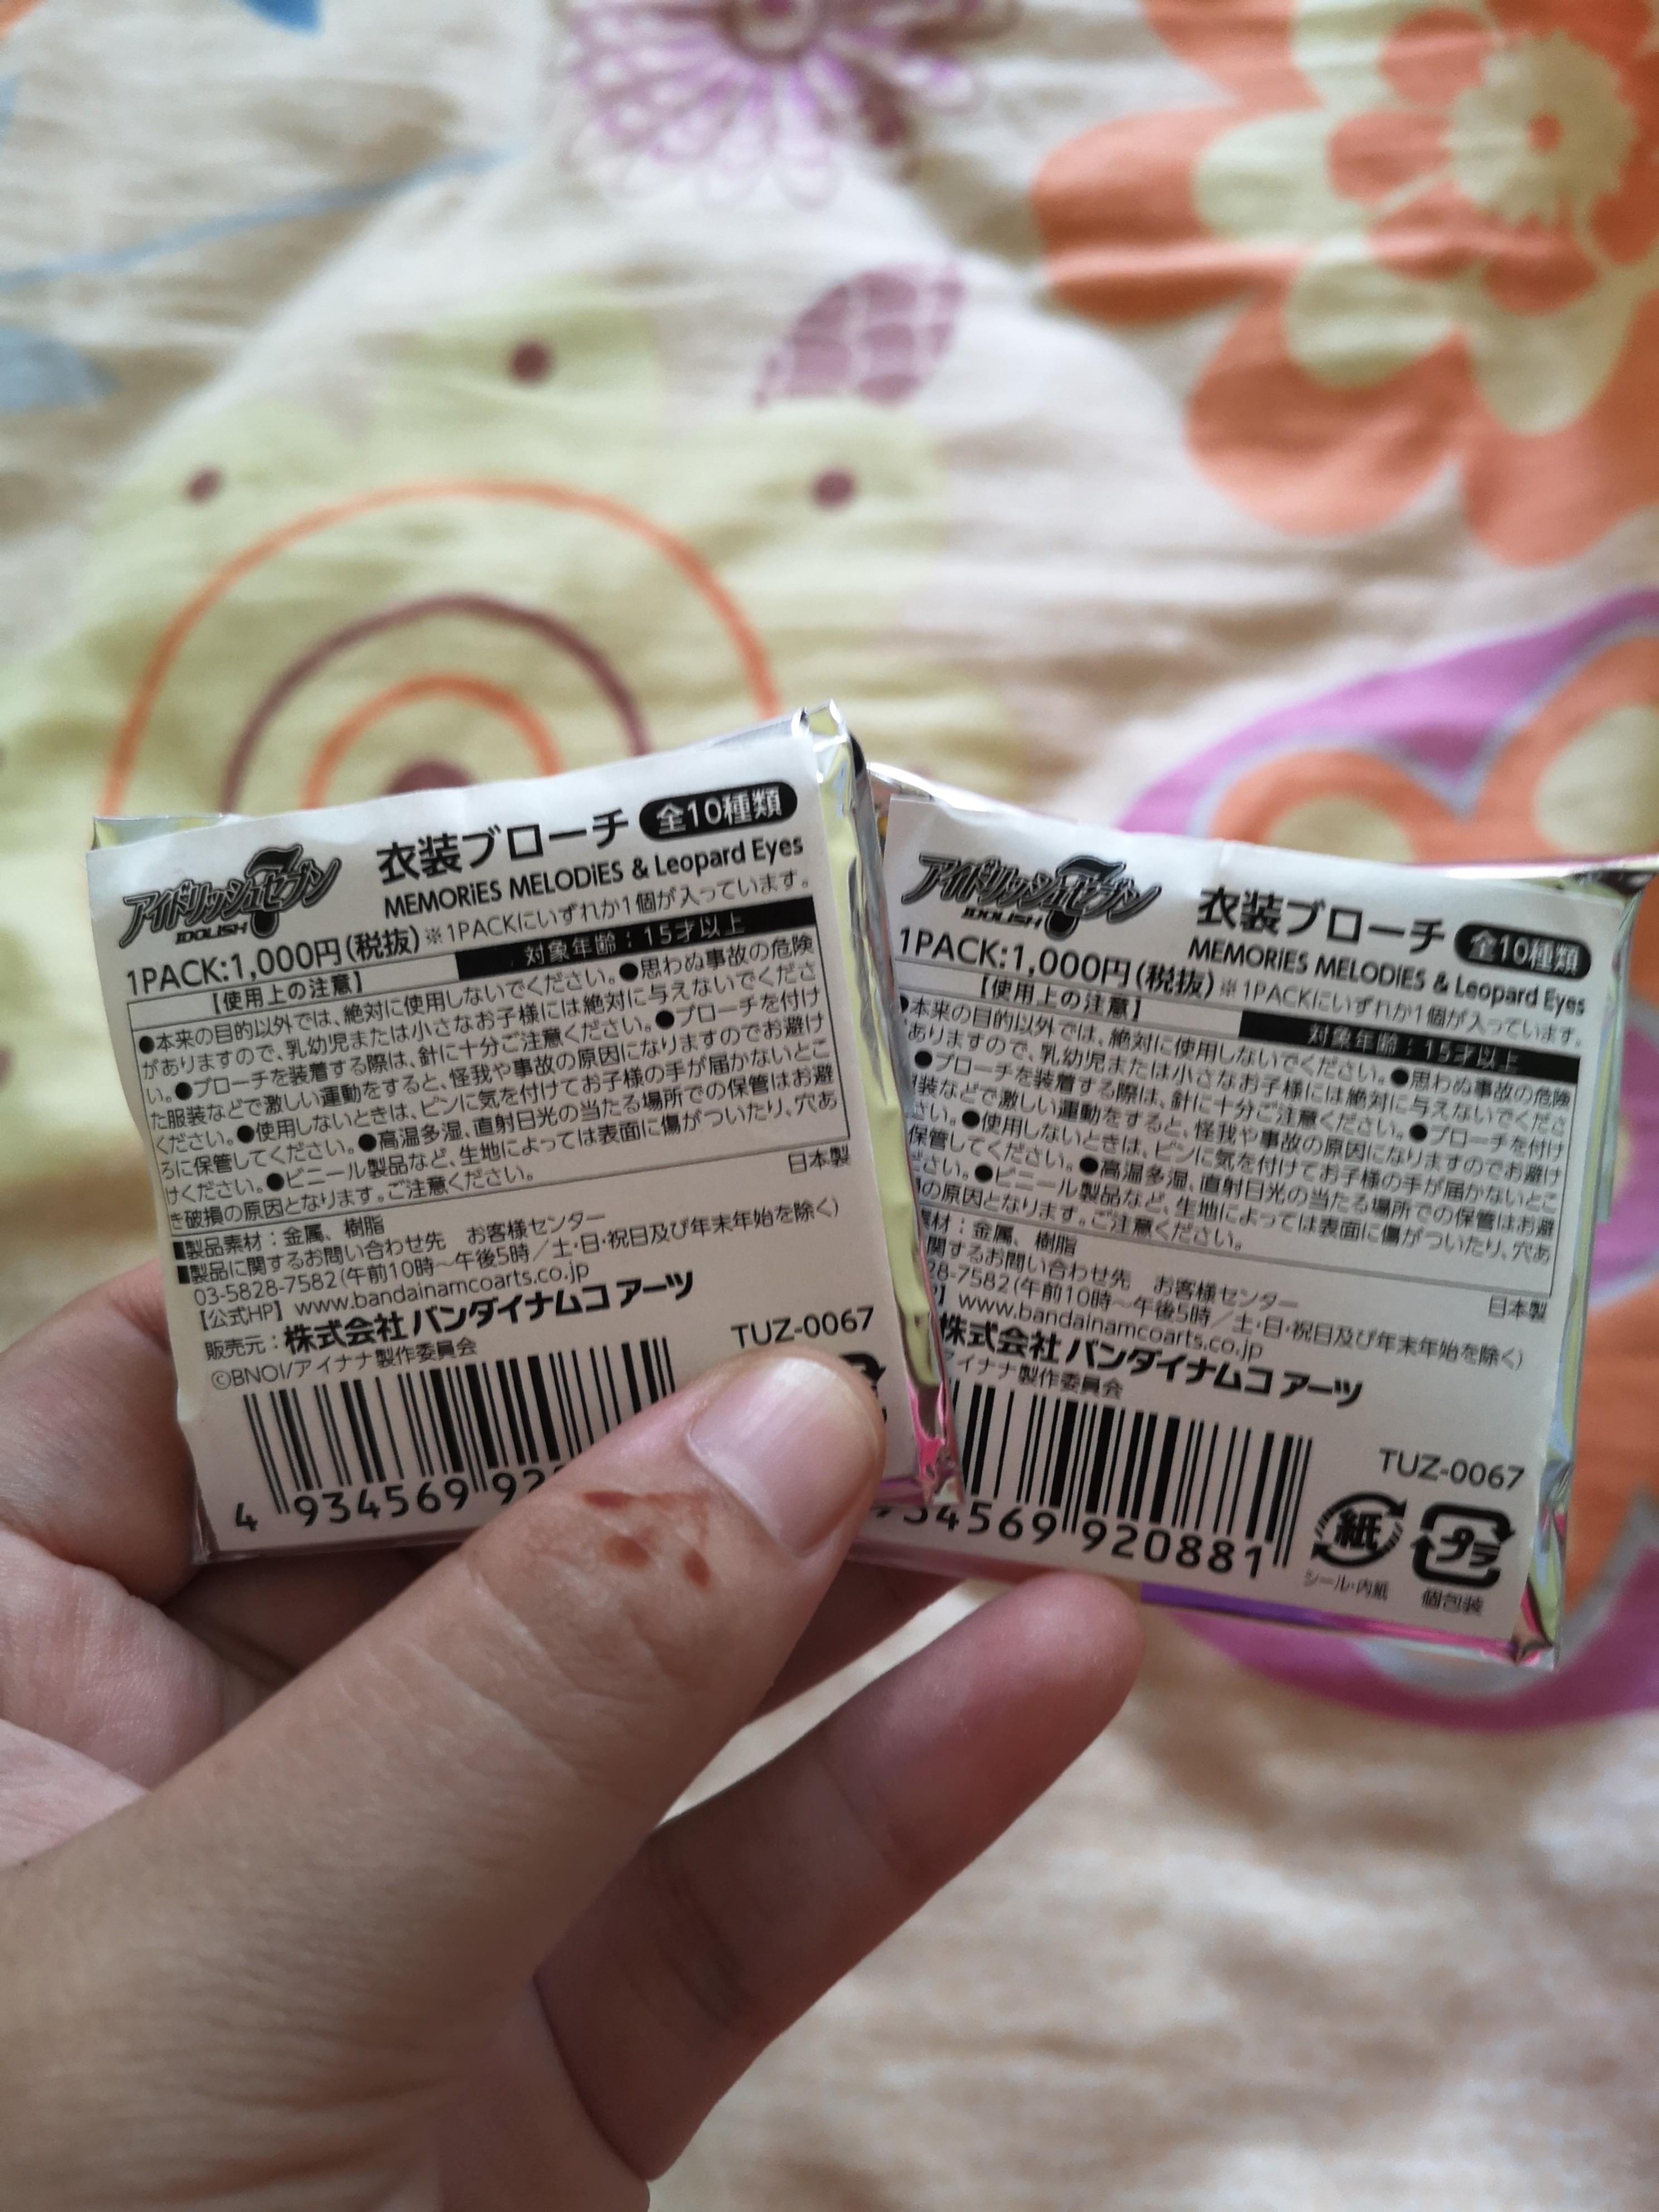 アイドリッシュセブン
IDOLiSH7
衣装ブローチ 全10種類
MEMORiES MELODiES & Leopard Eyes
1PACK:1,000円(税抜)※1PACKにいずれか1個が入っています。
【使用上の注意】 対象年齢：15才以上
●本来の目的以外では、絶対に使用しないでください。●思わぬ事故の危険
がありますので、乳幼児または小さなお子様には絶対に与えないでくださ
い。●ブローチを装着する際は、針に十分ご注意ください。●ブローチを付け
た服装などで激しい運動をすると、怪我や事故の原因になりますのでお避け
ください。●使用しないときは、ピンに気を付けてお子様の手が届かないとこ
ろに保管してください。●高温多湿、直射日光の当たる場所での保管はお避
けください。●ビニール製品など、生地によっては表面に傷がついたり、穴あ
き破損の原因となります。ご注意ください。
日本製
■製品素材：金属、樹脂
■製品に関するお問い合わせ先 お客様センター
03-5828-7582(午前10時～午後5時／土・日・祝日及び年末年始を除く)
【公式HP】www.bandainamcoarts.co.jp
販売元：株式会社バンダイナムコアーツ
©BNOI/アイナナ製作委員会
TUZ-0067
4 934569 92
アイドリッシュセブン
IDOLiSH7
衣装ブローチ 全10種類
MEMORiES MELODiES & Leopard Eyes
1PACK:1,000円(税抜)※1PACKにいずれか1個が入っています。
【使用上の注意】 対象年齢：15才以上
●本来の目的以外では、絶対に使用しないでください。●思わぬ事故の危険
ありますので、乳幼児または小さなお子様には絶対に与えないでくださ
●ブローチを装着する際は、針に十分ご注意ください。●ブローチを付け
装などで激しい運動をすると、怪我や事故の原因になりますのでお避け
さい。●使用しないときは、ピンに気を付けてお子様の手が届かないとこ
保管してください。●高温多湿、直射日光の当たる場所での保管はお避
ださい。●ビニール製品など、生地によっては表面に傷がついたり、穴あ
の原因となります。ご注意ください。
日本製
素材：金属、樹脂
関するお問い合わせ先 お客様センター
28-7582(午前10時～午後5時／土・日・祝日及び年末年始を除く)
】www.bandainamcoarts.co.jp
株式会社バンダイナムコアーツ
アイナナ製作委員会
TUZ-0067
34569 920881
紙 プラ
シール・内紙 個包装